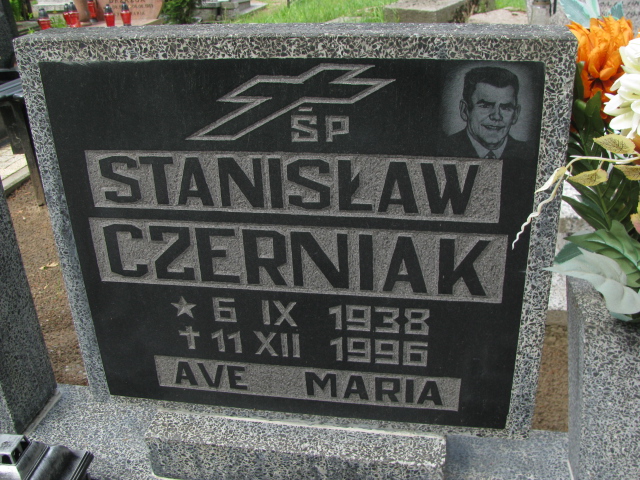 ŚP
STANISŁAW
CZERNIAK
★ 6 IX 1938
✝ 11 XII 1996
AVE MARIA